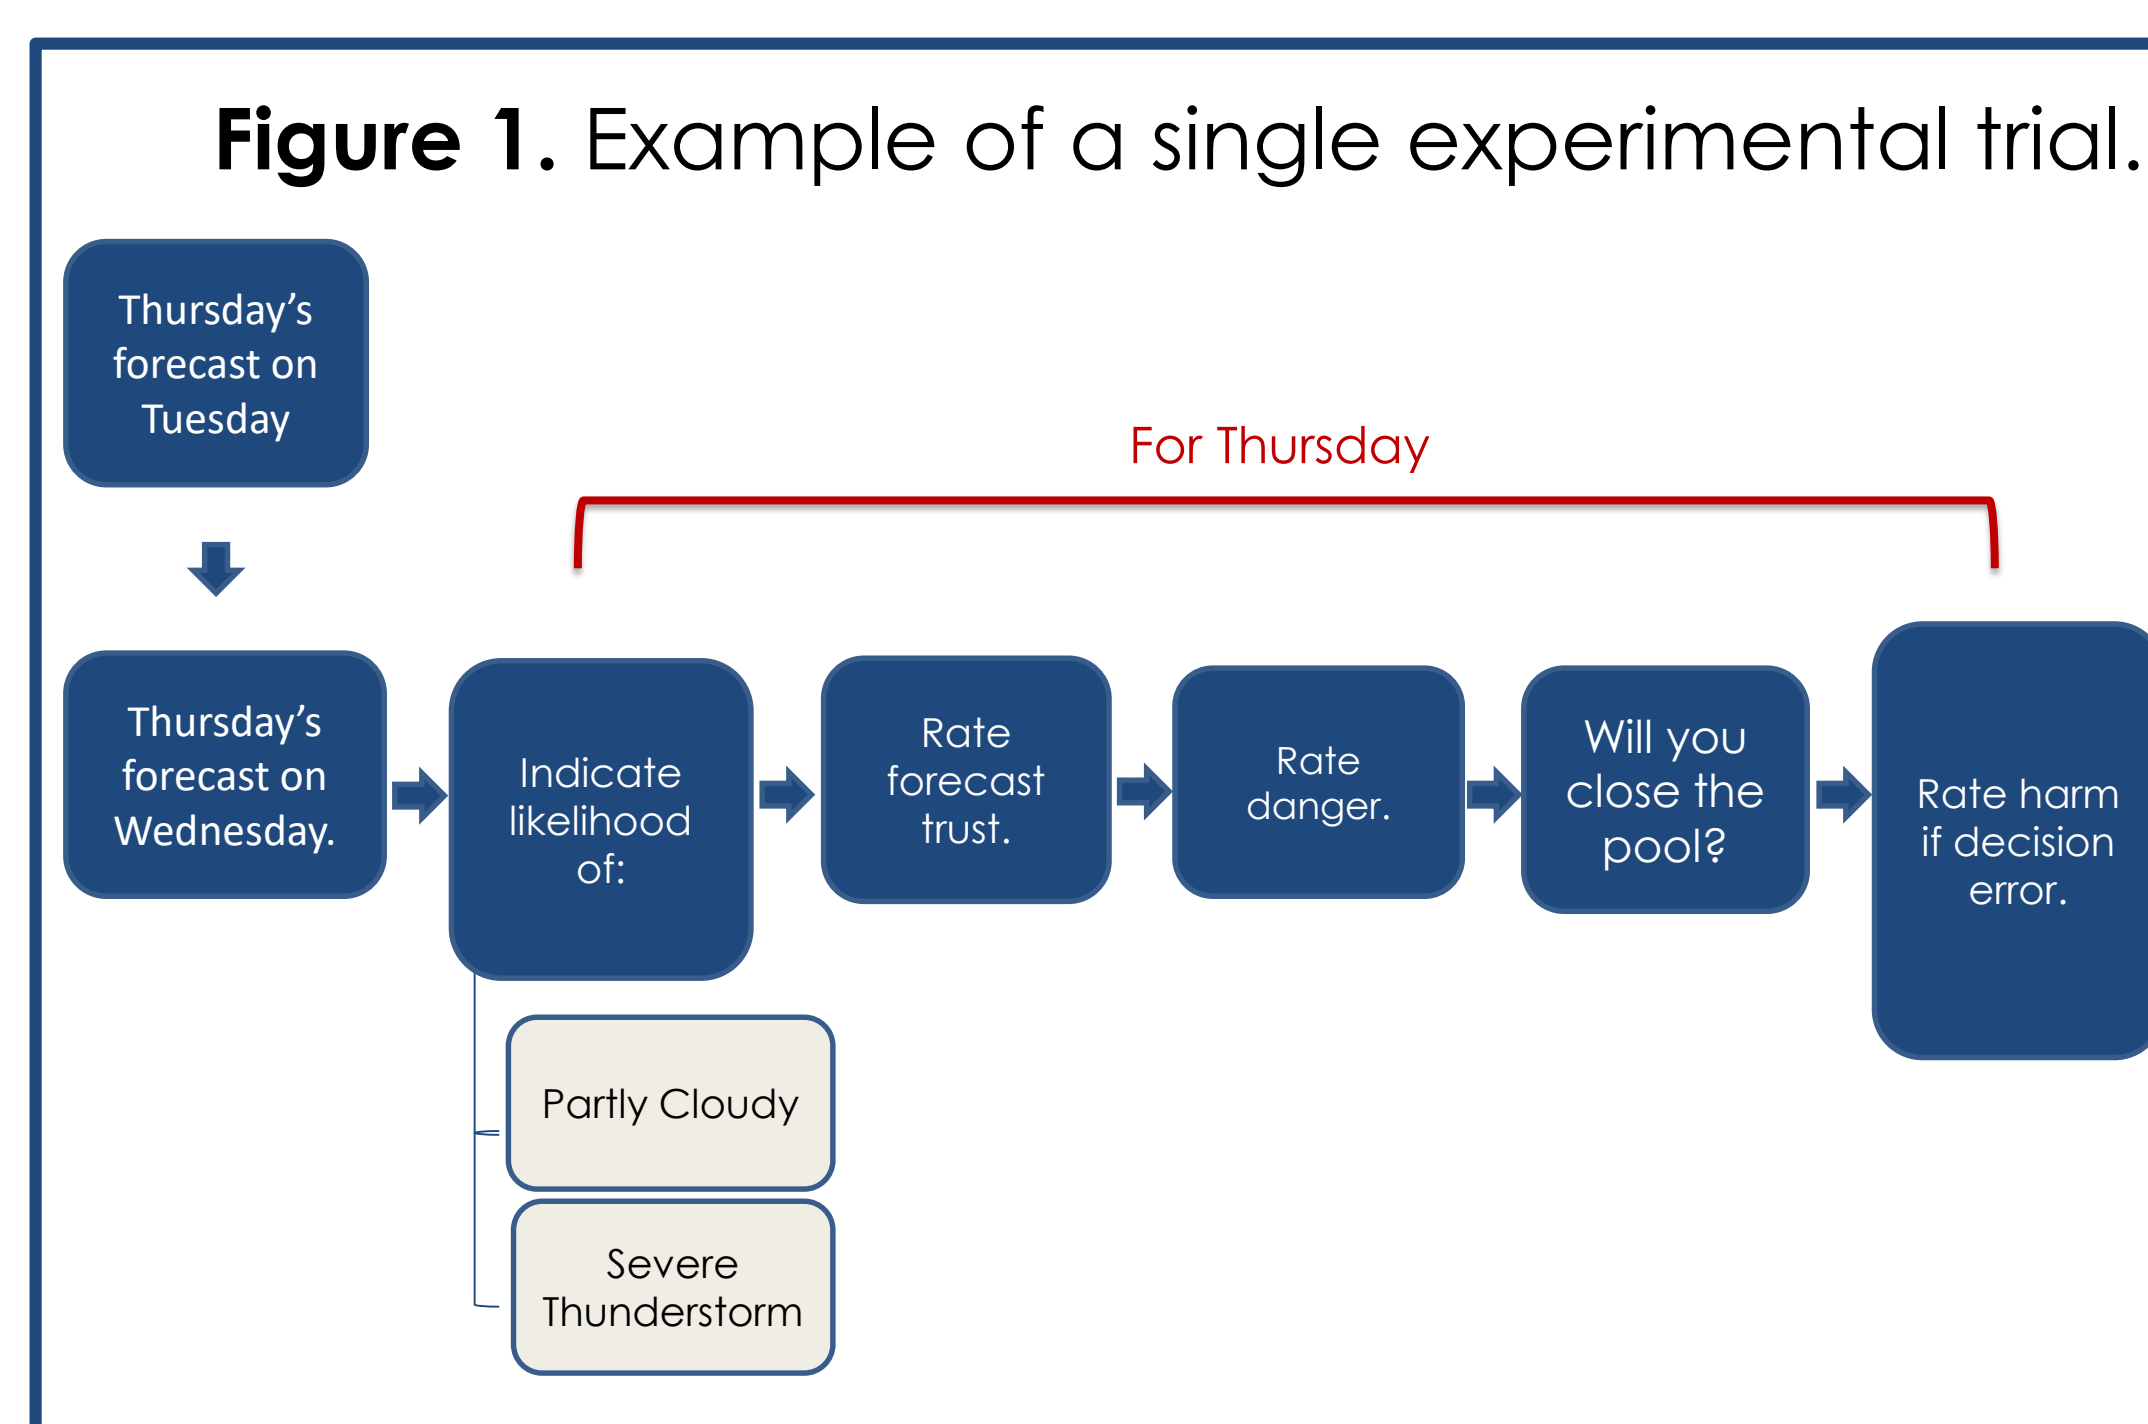 Figure 1. Example of a single experimental trial.
Thursday’s
forecast on
Tuesday
For Thursday
Thursday’s
forecast on
Wednesday.
Indicate
likelihood
of:
Rate
forecast
trust.
Rate
danger.
Will you
close the
pool?
Rate harm
if decision
error.
Partly Cloudy
Severe
Thunderstorm